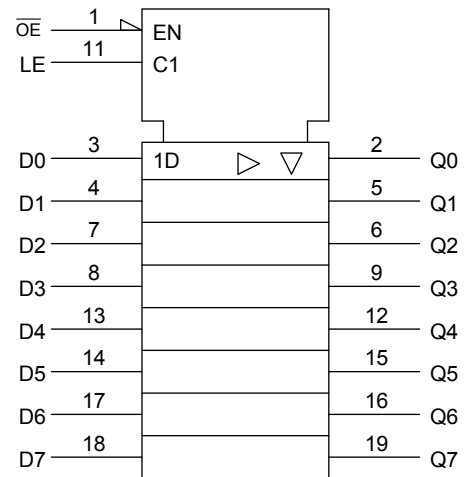 OE 1 EN
LE 11 C1
D0 3 1D 2 Q0
D1 4 5 Q1
D2 7 6 Q2
D3 8 9 Q3
D4 13 12 Q4
D5 14 15 Q5
D6 17 16 Q6
D7 18 19 Q7